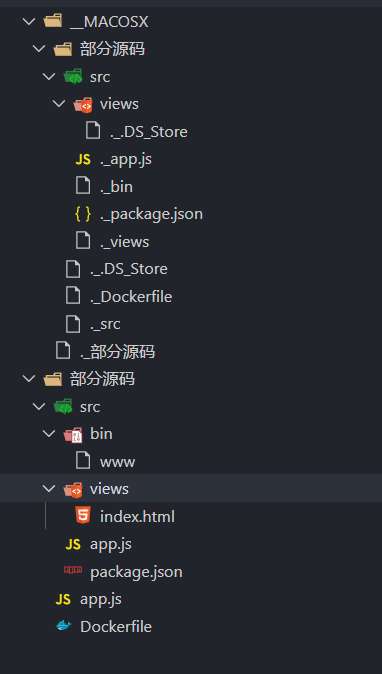 __MACOSX
部分源码
src
views
._.DS_Store
JS ._app.js
._bin
{ } ._package.json
._views
._.DS_Store
._Dockerfile
._src
._部分源码
部分源码
src
bin
www
views
index.html
JS app.js
package.json
JS app.js
Dockerfile